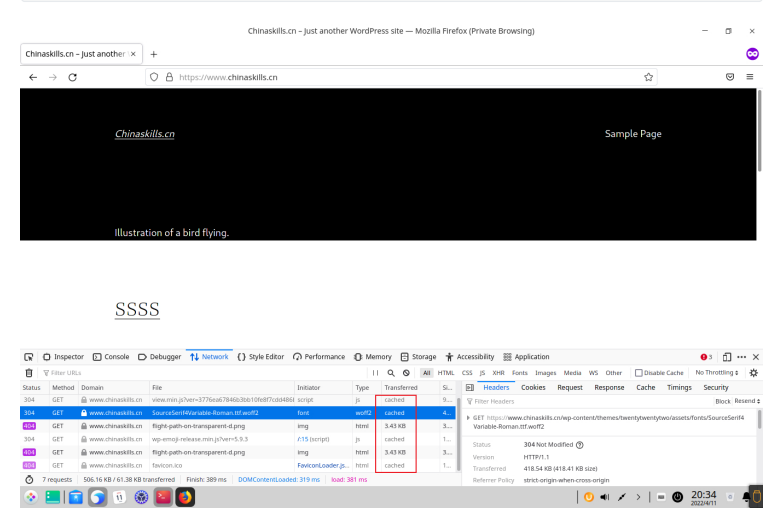 Chinaskills.cn – Just another WordPress site — Mozilla Firefox (Private Browsing)
Chinaskills.cn – Just another × +
https://www.chinaskills.cn
Chinaskills.cn Sample Page
Illustration of a bird flying.
SSSS
Inspector Console Debugger Network Style Editor Performance Memory Storage Accessibility Application 3
Filter URLs All HTML CSS JS XHR Fonts Images Media WS Other Disable Cache No Throttling
Status Method Domain File Initiator Type Transferred Si... Headers Cookies Request Response Cache Timings Security
Filter Headers Block Resend
304 GET www.chinaskills.cn script js cached 9....
304 GET www.chinaskills.cn SourceSerif4Variable-Roman.ttf.woff2 font woff2 cached 4...
404 GET www.chinaskills.cn flight-path-on-transparent-d.png img html 3.43 KB 3....
304 GET www.chinaskills.cn wp-emoji-release.min.js?ver=5.9.3 /:15 (script) js cached 1...
404 GET www.chinaskills.cn flight-path-on-transparent-d.png img html 3.43 KB 3....
404 GET www.chinaskills.cn favicon.ico FaviconLoader.js... html cached 1...
GET https://www.chinaskills.cn/wp-content/themes/twentytwentytwo/assets/fonts/SourceSerif4
Variable-Roman.ttf.woff2
Status 304 Not Modified
Version HTTP/1.1
Transferred 418.54 KB (418.41 KB size)
Referrer Policy strict-origin-when-cross-origin
7 requests 506.16 KB / 61.38 KB transferred Finish: 389 ms DOMContentLoaded: 319 ms load: 381 ms
20:34
2022/4/11